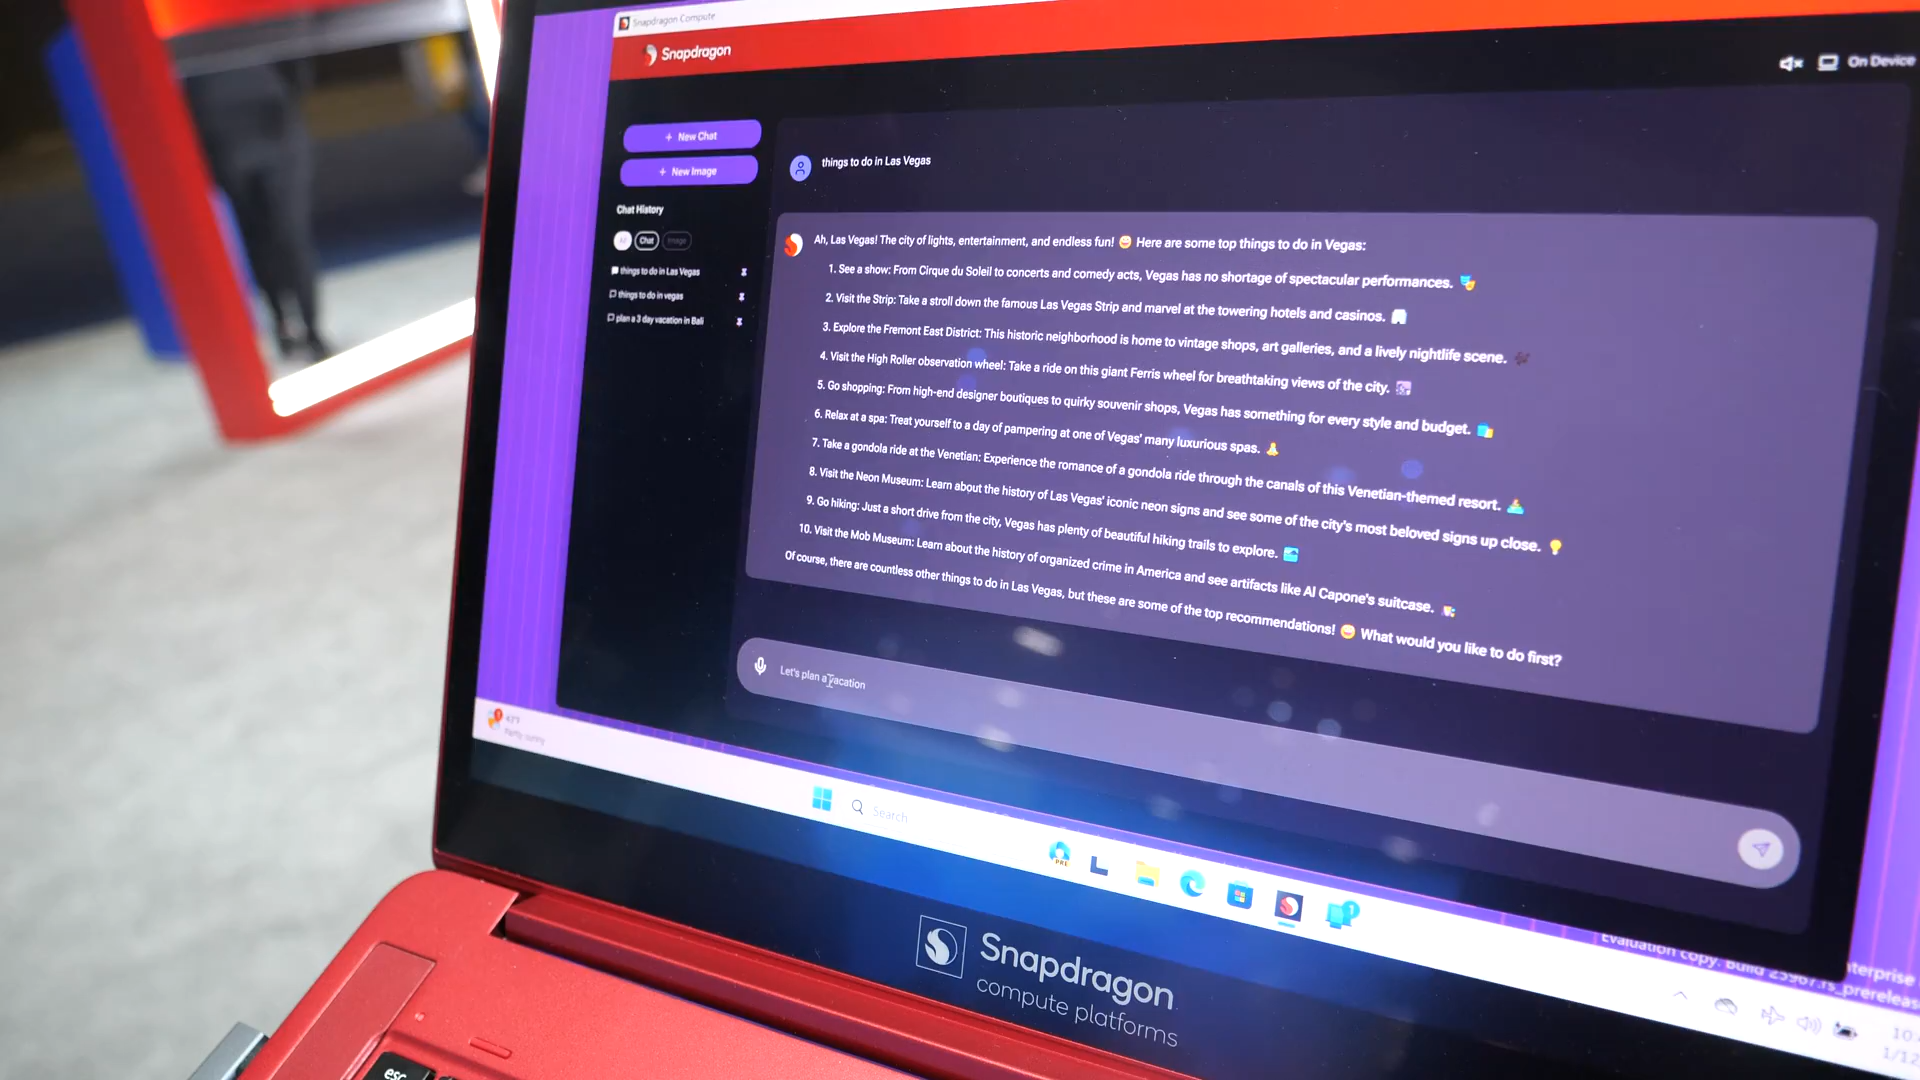 Snapdragon Compute
Snapdragon
On Device
+ New Chat
+ New Image
Chat History
All Chat Image
things to do in Las Vegas
things to do in vegas
plan a 3 day vacation in Bali
things to do in Las Vegas
Ah, Las Vegas! The city of lights, entertainment, and endless fun! 😄 Here are some top things to do in Vegas:
1. See a show: From Cirque du Soleil to concerts and comedy acts, Vegas has no shortage of spectacular performances.
2. Visit the Strip: Take a stroll down the famous Las Vegas Strip and marvel at the towering hotels and casinos.
3. Explore the Fremont East District: This historic neighborhood is home to vintage shops, art galleries, and a lively nightlife scene.
4. Visit the High Roller observation wheel: Take a ride on this giant Ferris wheel for breathtaking views of the city.
5. Go shopping: From high-end designer boutiques to quirky souvenir shops, Vegas has something for every style and budget.
6. Relax at a spa: Treat yourself to a day of pampering at one of Vegas' many luxurious spas.
7. Take a gondola ride at the Venetian: Experience the romance of a gondola ride through the canals of this Venetian-themed resort.
8. Visit the Neon Museum: Learn about the history of Las Vegas' iconic neon signs and see some of the city's most beloved signs up close.
9. Go hiking: Just a short drive from the city, Vegas has plenty of beautiful hiking trails to explore.
10. Visit the Mob Museum: Learn about the history of organized crime in America and see artifacts like Al Capone's suitcase.
Of course, there are countless other things to do in Las Vegas, but these are some of the top recommendations! 😄 What would you like to do first?
Let's plan a vacation
Search
PRE
1
Evaluation copy. Build
Snapdragon
compute platforms
esc